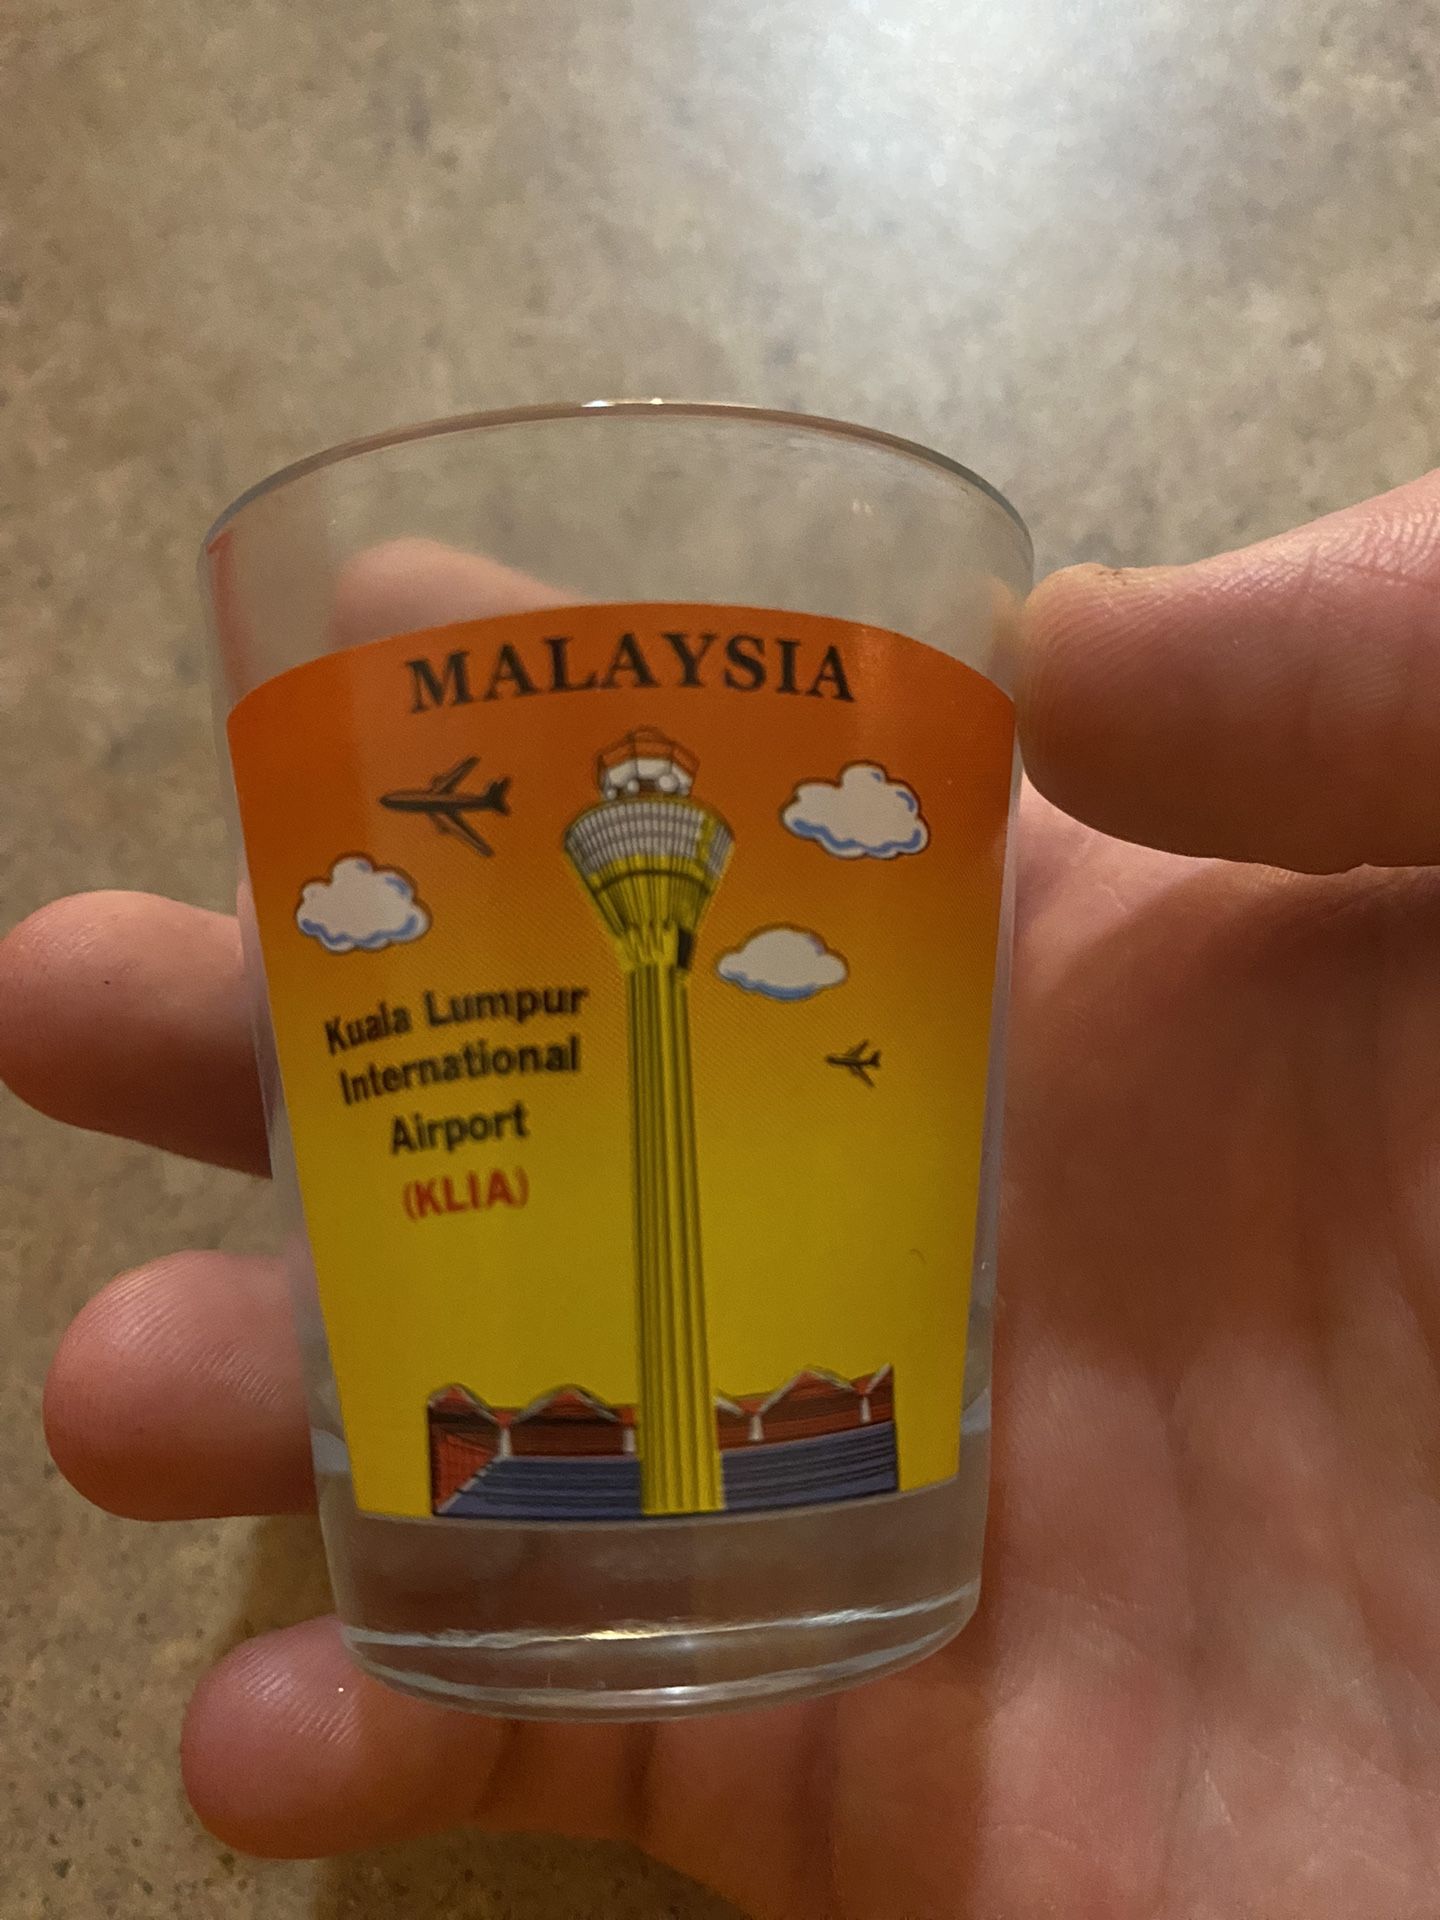 MALAYSIA
Kuala Lumpur
International
Airport
(KLIA)